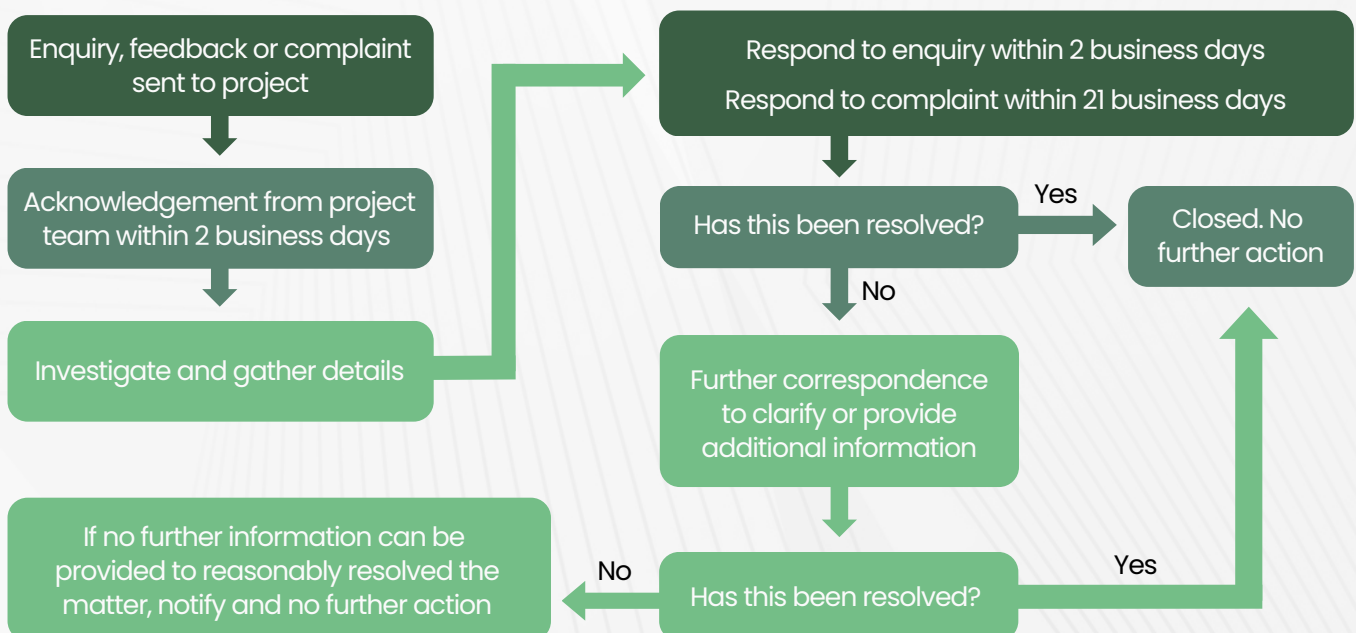 Enquiry, feedback or complaint
sent to project
Acknowledgement from project
team within 2 business days
Investigate and gather details
Respond to enquiry within 2 business days
Respond to complaint within 21 business days
Has this been resolved?
Yes
Closed. No
further action
No
Further correspondence
to clarify or provide
additional information
Has this been resolved?
Yes
No
If no further information can be
provided to reasonably resolved the
matter, notify and no further action